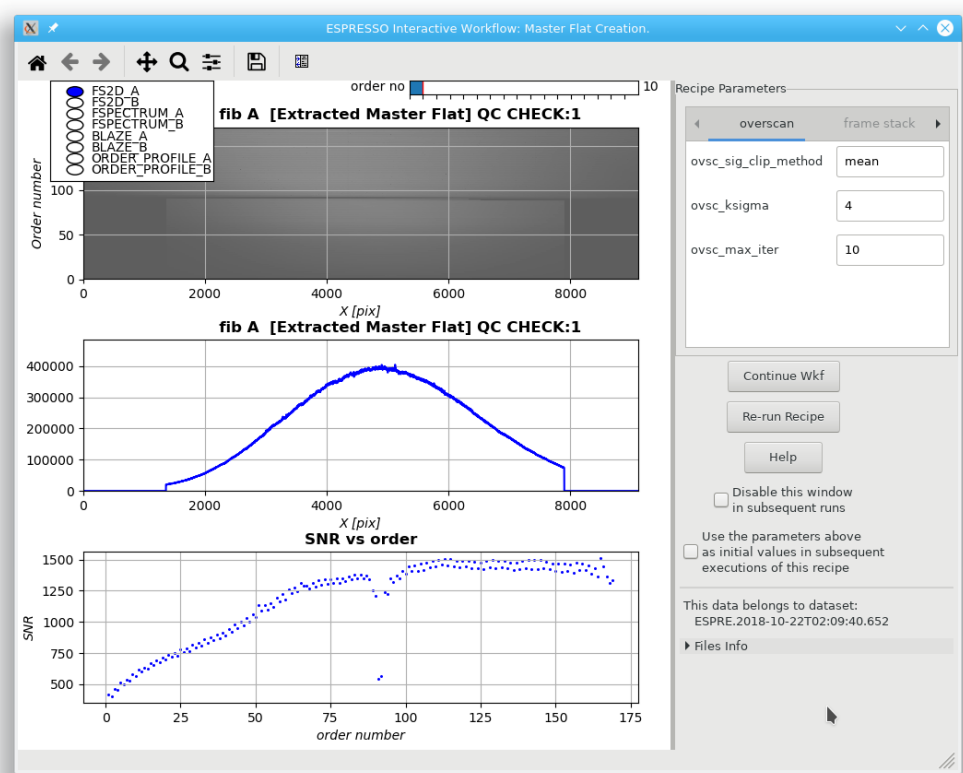 ESPRESSO Interactive Workflow: Master Flat Creation.
FS2D_A
FS2D_B
FSPECTRUM_A
FSPECTRUM_B
BLAZE_A
BLAZE_B
ORDER_PROFILE_A
ORDER_PROFILE_B
order no 10
fib A [Extracted Master Flat] QC CHECK:1
Order number
100
50
0
0 2000 4000 6000 8000
X [pix]
fib A [Extracted Master Flat] QC CHECK:1
400000
300000
200000
100000
0
0 2000 4000 6000 8000
X [pix]
SNR vs order
SNR
1500
1250
1000
750
500
0 25 50 75 100 125 150 175
order number
Recipe Parameters
overscan frame stack
ovsc_sig_clip_method mean
ovsc_ksigma 4
ovsc_max_iter 10
Continue Wkf
Re-run Recipe
Help
Disable this window
in subsequent runs
Use the parameters above
as initial values in subsequent
executions of this recipe
This data belongs to dataset:
ESPRE.2018-10-22T02:09:40.652
Files Info